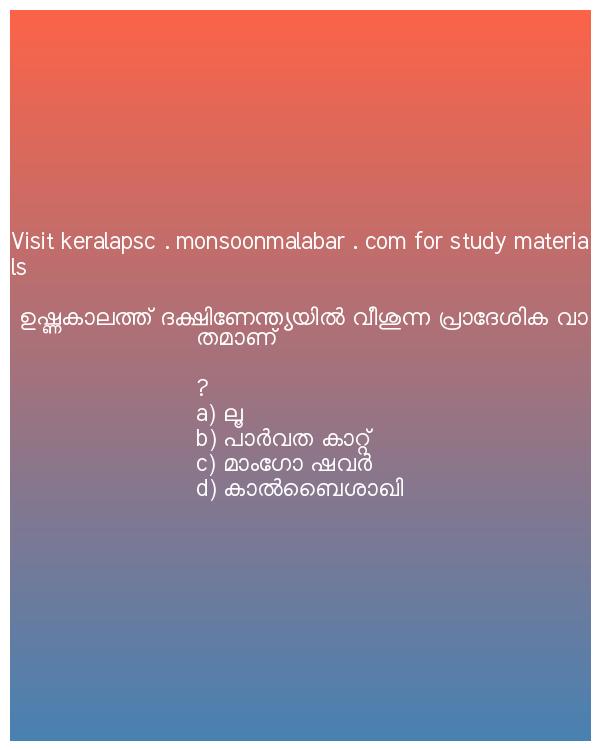 Visit keralapsc . monsoonmalabar . com for study materia
ls
ഉഷ്ണകാലത്ത് ദക്ഷിണേന്ത്യയിൽ വീശുന്ന പ്രാദേശിക വാ
തമാണ്
?
a) ലൂ
b) പാർവത കാറ്റ്
c) മാംഗോ ഷവർ
d) കാൽബൈശാഖി